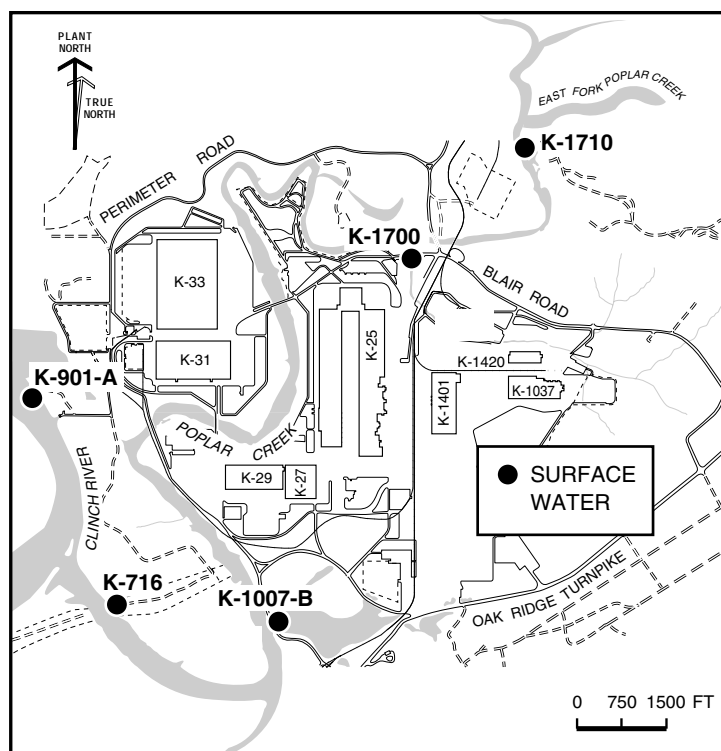 PLANT
NORTH
TRUE
NORTH
EAST FORK POPLAR CREEK
K-1710
PERIMETER ROAD
K-1700
BLAIR ROAD
K-33
K-25
K-31
K-1420
K-1037
K-1401
K-901-A
POPLAR CREEK
K-29
K-27
SURFACE
WATER
CLINCH RIVER
K-716
K-1007-B
OAK RIDGE TURNPIKE
0 750 1500 FT